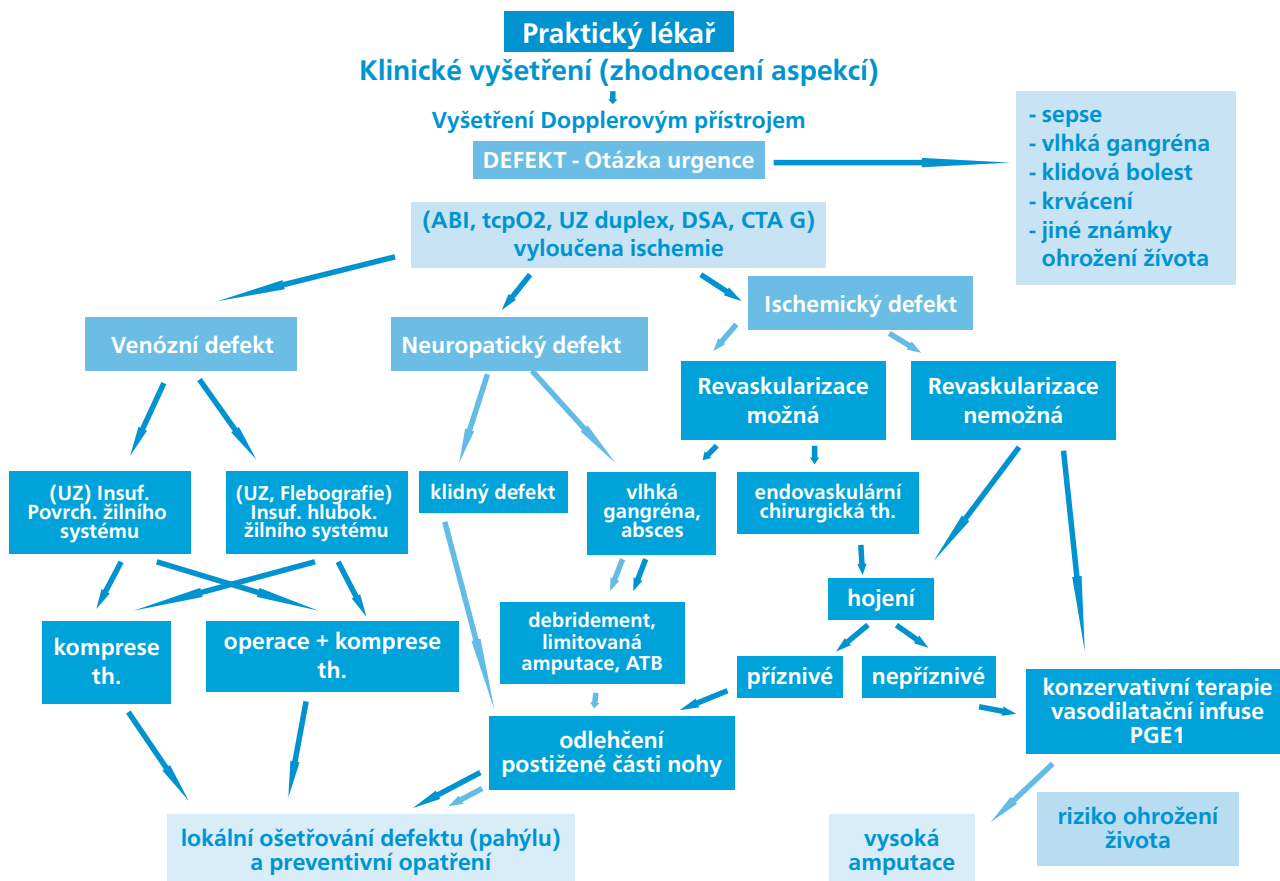 Praktický lékař
Klinické vyšetření (zhodnocení aspekcí)
Vyšetření Dopplerovým přístrojem
DEFEKT - Otázka urgence
- sepse
- vlhká gangréna
- klidová bolest
- krvácení
- jiné známky
ohrožení žívota
(ABI, tcpO2, UZ duplex, DSA, CTA G)
vyloučena ischemie
Venózní defekt
Neuropatický defekt
Ischemický defekt
Revaskularizace
možná
Revaskularizace
nemožná
(UZ) Insuf.
Povrch. žilního
systému
(UZ, Flebografie)
Insuf. hlubok.
žilního systému
klidný defekt
vlhká
gangréna,
absces
endovaskulární
chirurgická th.
hojení
komprese
th.
operace + komprese
th.
debridement,
limitovaná
amputace, ATB
příznivé
nepříznivé
konzervativní terapie
vasodilatační infuse
PGE1
odlehčení
postižené části nohy
lokální ošetřování defektu (pahýlu)
a preventivní opatření
vysoká
amputace
riziko ohrožení
života